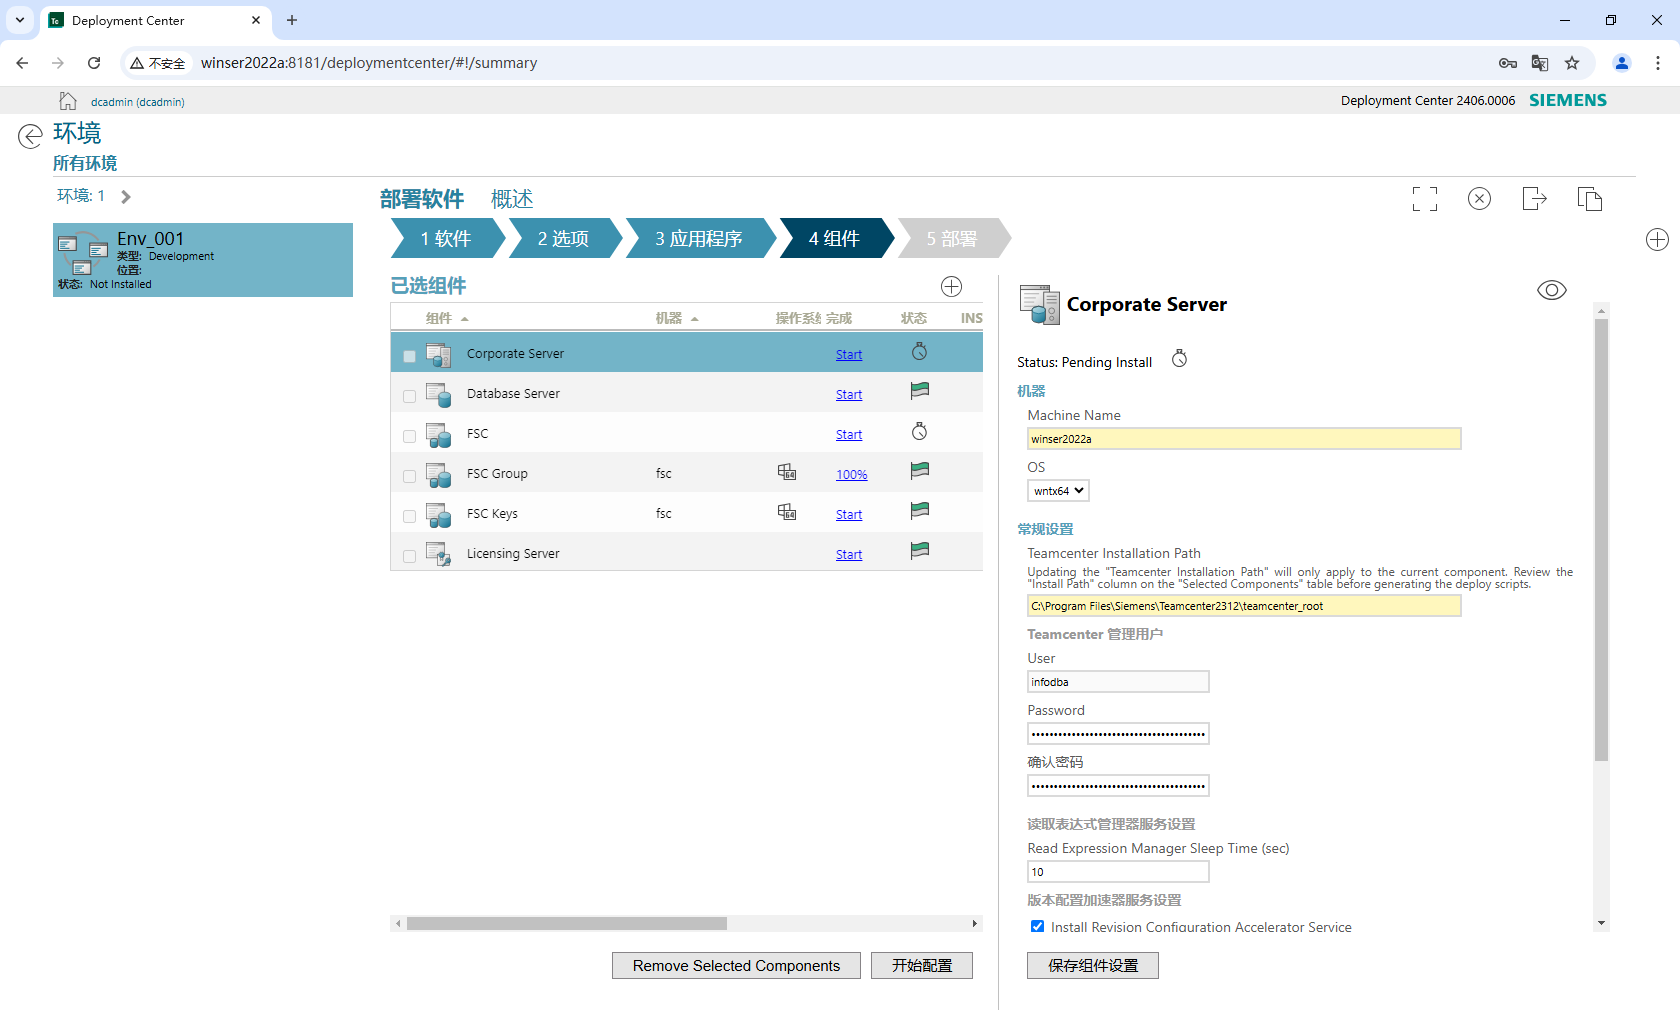 Deployment Center
不安全
winser2022a:8181/deploymentcenter/#!/summary
dcadmin (dcadmin)
Deployment Center 2406.0006
SIEMENS
环境
所有环境
环境: 1
部署软件 概述
Env_001
类型: Development
位置:
状态: Not Installed
1 软件
2 选项
3 应用程序
4 组件
5 部署
已选组件
组件 机器 操作系统 完成 状态 INS
Corporate Server Start
Database Server Start
FSC Start
FSC Group fsc 64 100%
FSC Keys fsc 64 Start
Licensing Server Start
Remove Selected Components
开始配置
Corporate Server
Status: Pending Install
机器
Machine Name
winser2022a
OS
wntx64
常规设置
Teamcenter Installation Path
Updating the "Teamcenter Installation Path" will only apply to the current component. Review the
"Install Path" column on the "Selected Components" table before generating the deploy scripts.
C:\Program Files\Siemens\Teamcenter2312\teamcenter_root
Teamcenter 管理用户
User
infodba
Password
确认密码
读取表达式管理器服务设置
Read Expression Manager Sleep Time (sec)
10
版本配置加速器服务设置
Install Revision Configuration Accelerator Service
保存组件设置